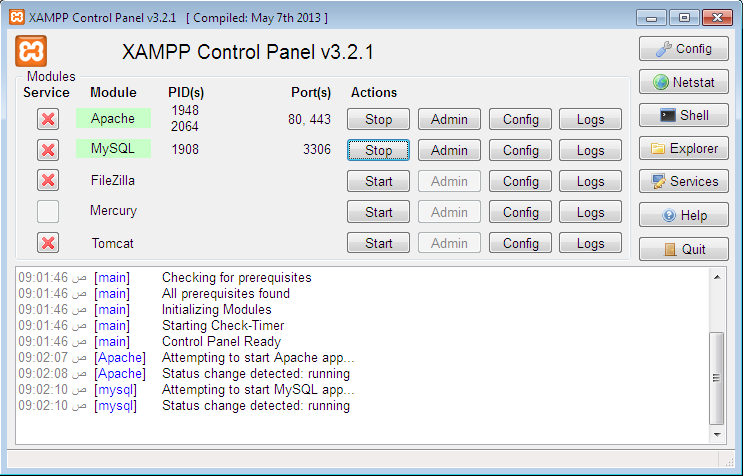 XAMPP Control Panel v3.2.1 [ Compiled: May 7th 2013 ]
XAMPP Control Panel v3.2.1
Config
Modules
Service Module PID(s) Port(s) Actions
Netstat
Apache 1948 2064 80, 443 Stop Admin Config Logs
Shell
MySQL 1908 3306 Stop Admin Config Logs
Explorer
FileZilla Start Admin Config Logs
Services
Mercury Start Admin Config Logs
Help
Tomcat Start Admin Config Logs
Quit
09:01:46 ص [main] Checking for prerequisites
09:01:46 ص [main] All prerequisites found
09:01:46 ص [main] Initializing Modules
09:01:46 ص [main] Starting Check-Timer
09:01:46 ص [main] Control Panel Ready
09:02:07 ص [Apache] Attempting to start Apache app...
09:02:08 ص [Apache] Status change detected: running
09:02:10 ص [mysql] Attempting to start MySQL app...
09:02:10 ص [mysql] Status change detected: running